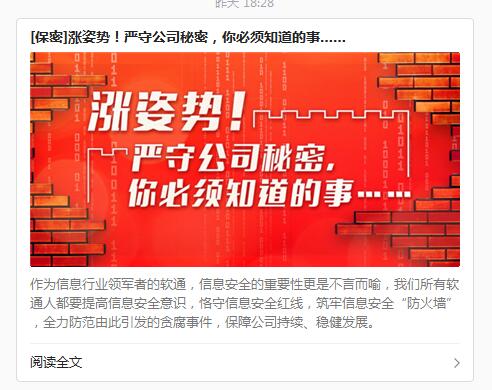 昨天 18:28
[保密]涨姿势！严守公司秘密，你必须知道的事……
涨姿势！
严守公司秘密，
你必须知道的事……
作为信息行业领军者的软通，信息安全的重要性更是不言而喻，我们所有软
通人都要提高信息安全意识，恪守信息安全红线，筑牢信息安全“防火墙”
，全力防范由此引发的贪腐事件，保障公司持续、稳健发展。
阅读全文